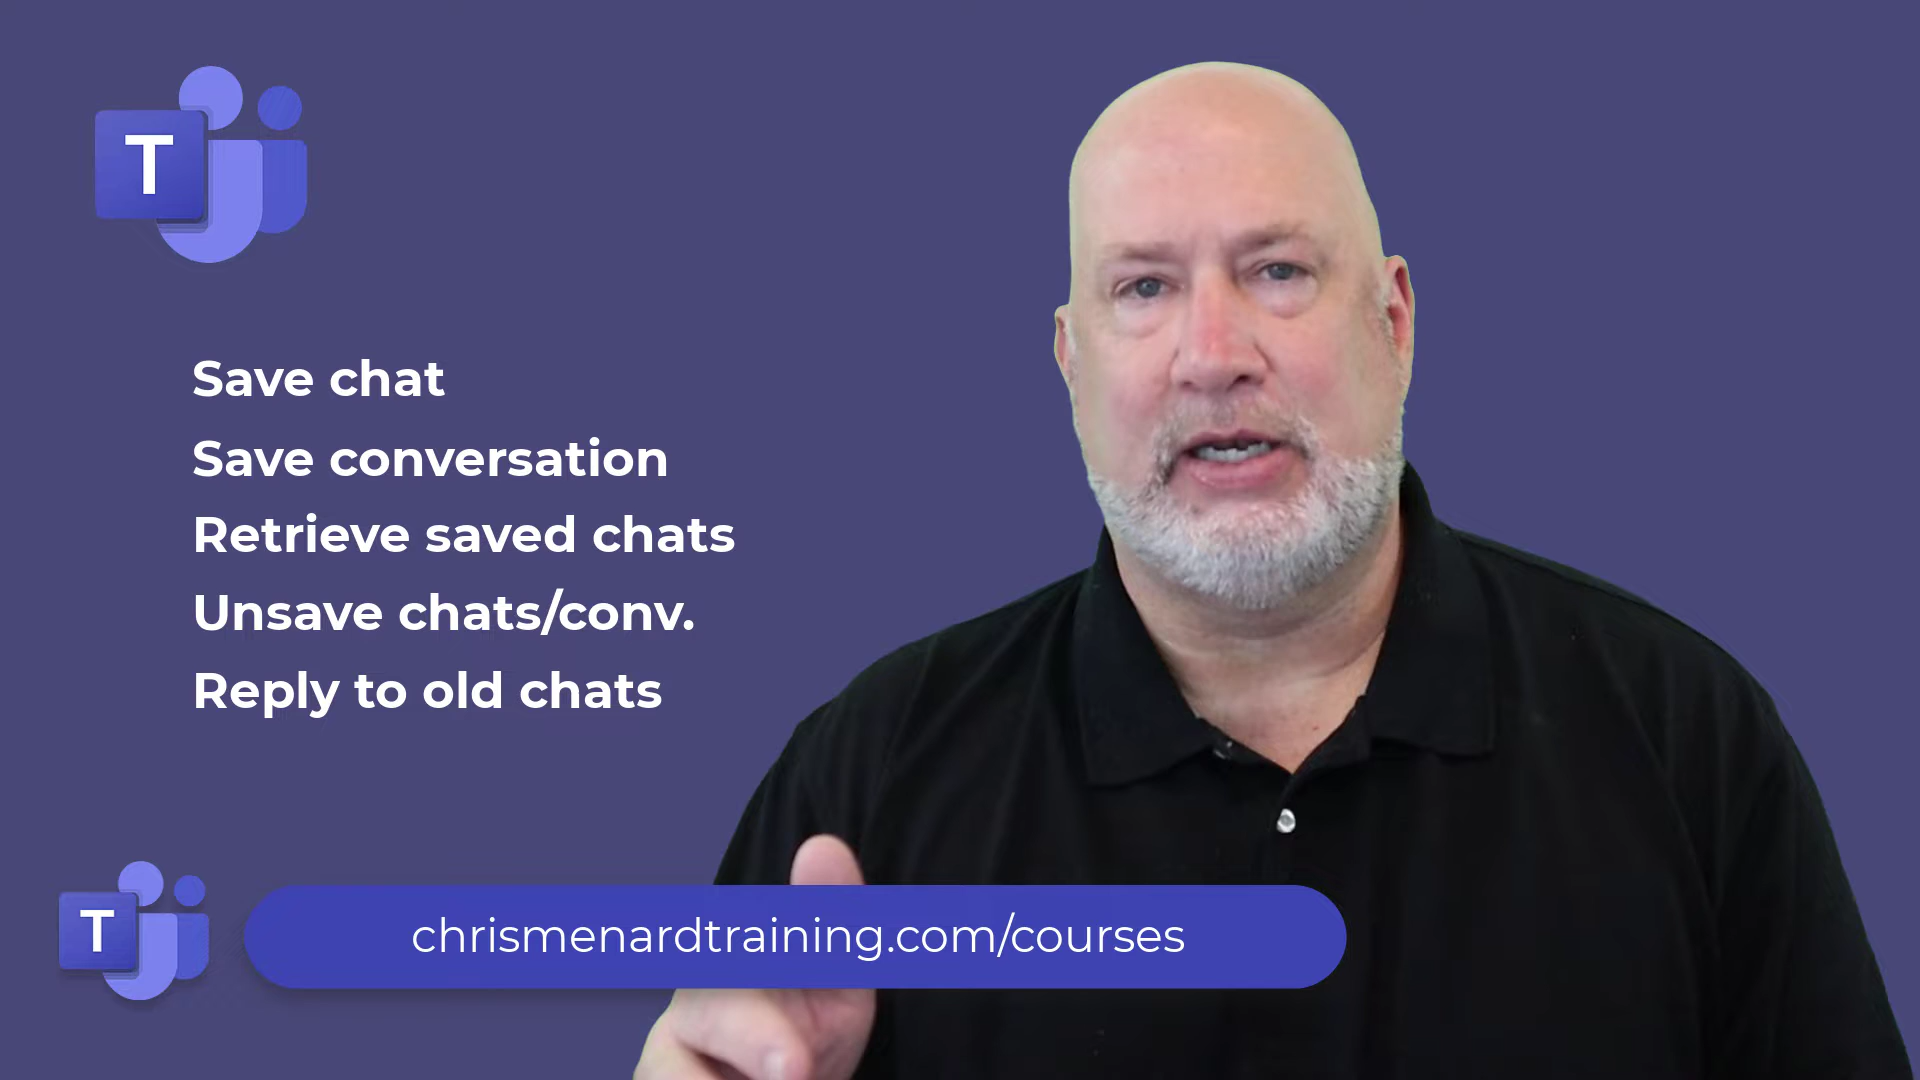 T
Save chat
Save conversation
Retrieve saved chats
Unsave chats/conv.
Reply to old chats
T
chrismenardtraining.com/courses